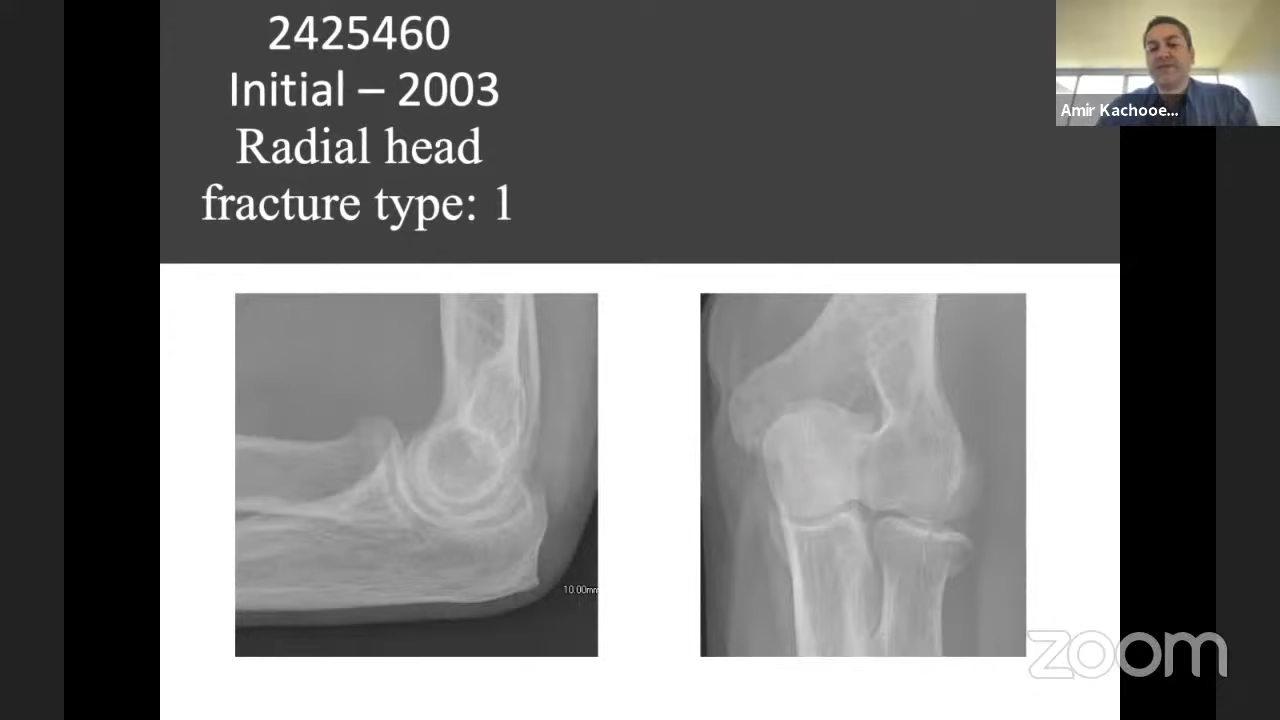 2425460
Initial – 2003
Radial head
fracture type: 1
Amir Kachooe...
10.00mm
zoom